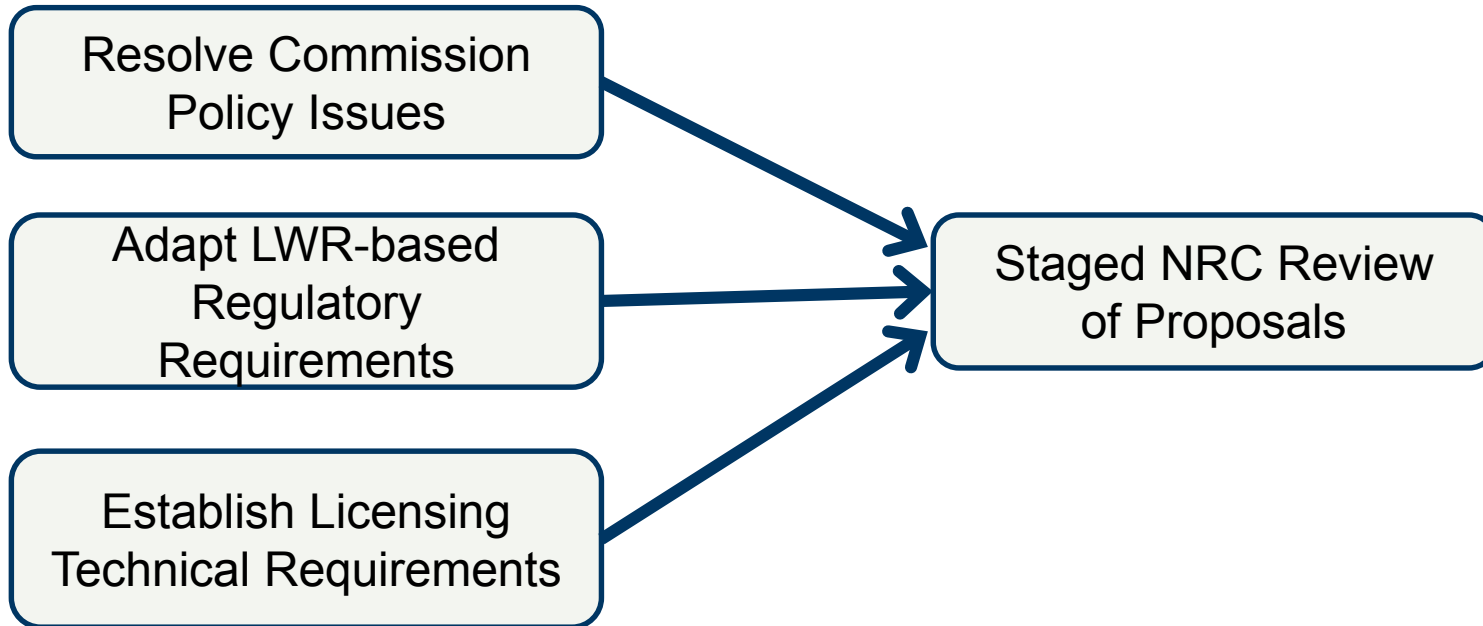 Resolve Commission
Policy Issues
Adapt LWR-based
Regulatory
Requirements
Establish Licensing
Technical Requirements
Staged NRC Review
of Proposals